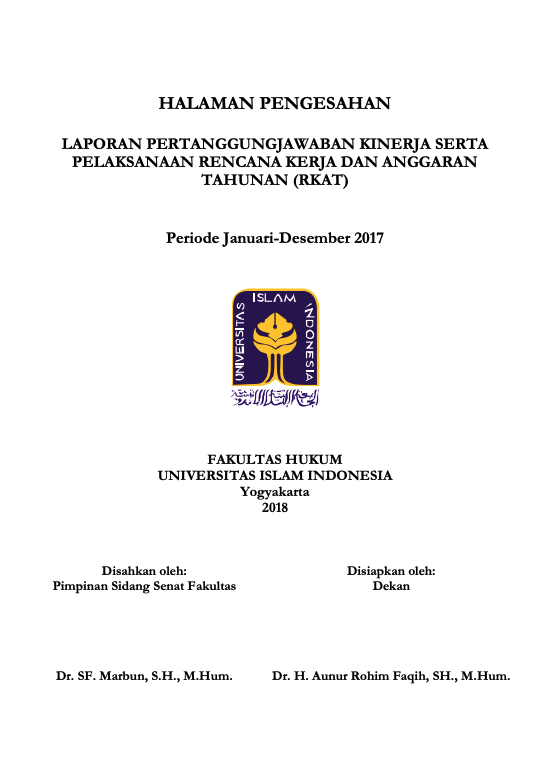 HALAMAN PENGESAHAN
LAPORAN PERTANGGUNGJAWABAN KINERJA SERTA
PELAKSANAAN RENCANA KERJA DAN ANGGARAN
TAHUNAN (RKAT)
Periode Januari-Desember 2017
UNIVERSITAS
ISLAM
INDONESIA
FAKULTAS HUKUM
UNIVERSITAS ISLAM INDONESIA
Yogyakarta
2018
Disahkan oleh:
Pimpinan Sidang Senat Fakultas
Disiapkan oleh:
Dekan
Dr. SF. Marbun, S.H., M.Hum.
Dr. H. Aunur Rohim Faqih, SH., M.Hum.